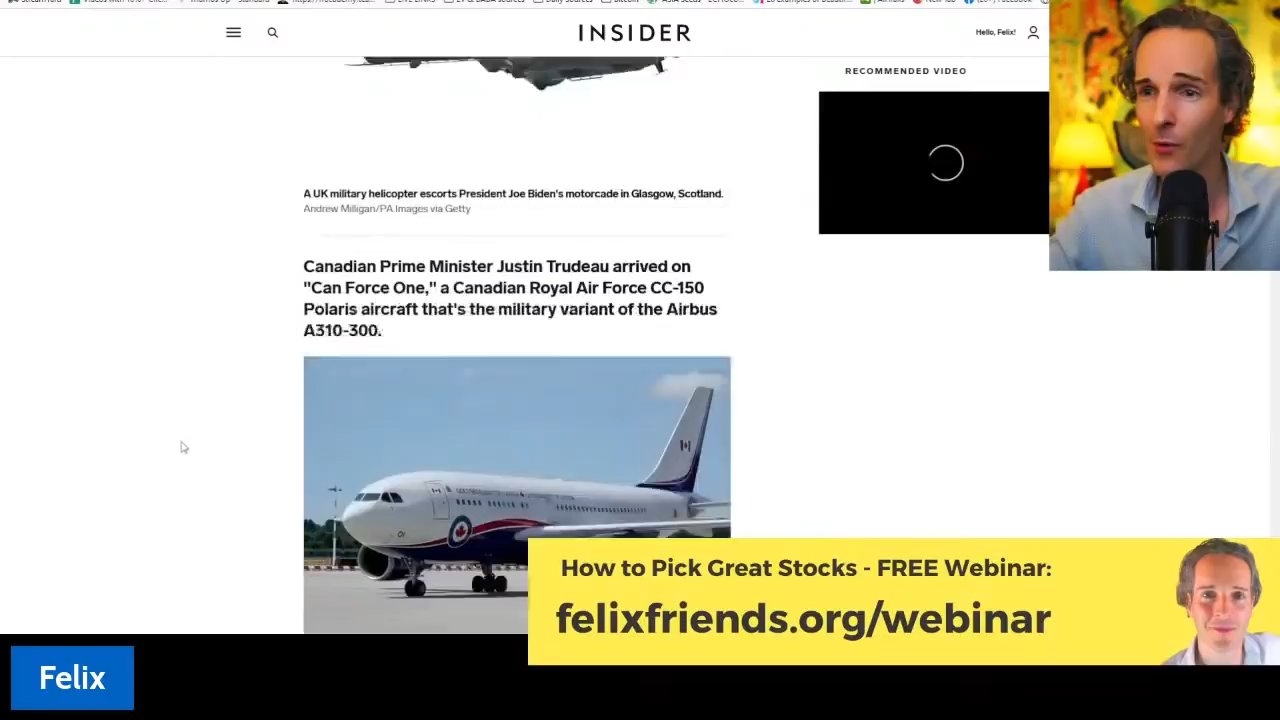 INSIDER
Hello, Felix!
RECOMMENDED VIDEO
A UK military helicopter escorts President Joe Biden's motorcade in Glasgow, Scotland.
Andrew Milligan/PA Images via Getty
Canadian Prime Minister Justin Trudeau arrived on
"Can Force One," a Canadian Royal Air Force CC-150
Polaris aircraft that's the military variant of the Airbus
A310-300.
How to Pick Great Stocks - FREE Webinar:
felixfriends.org/webinar
Felix